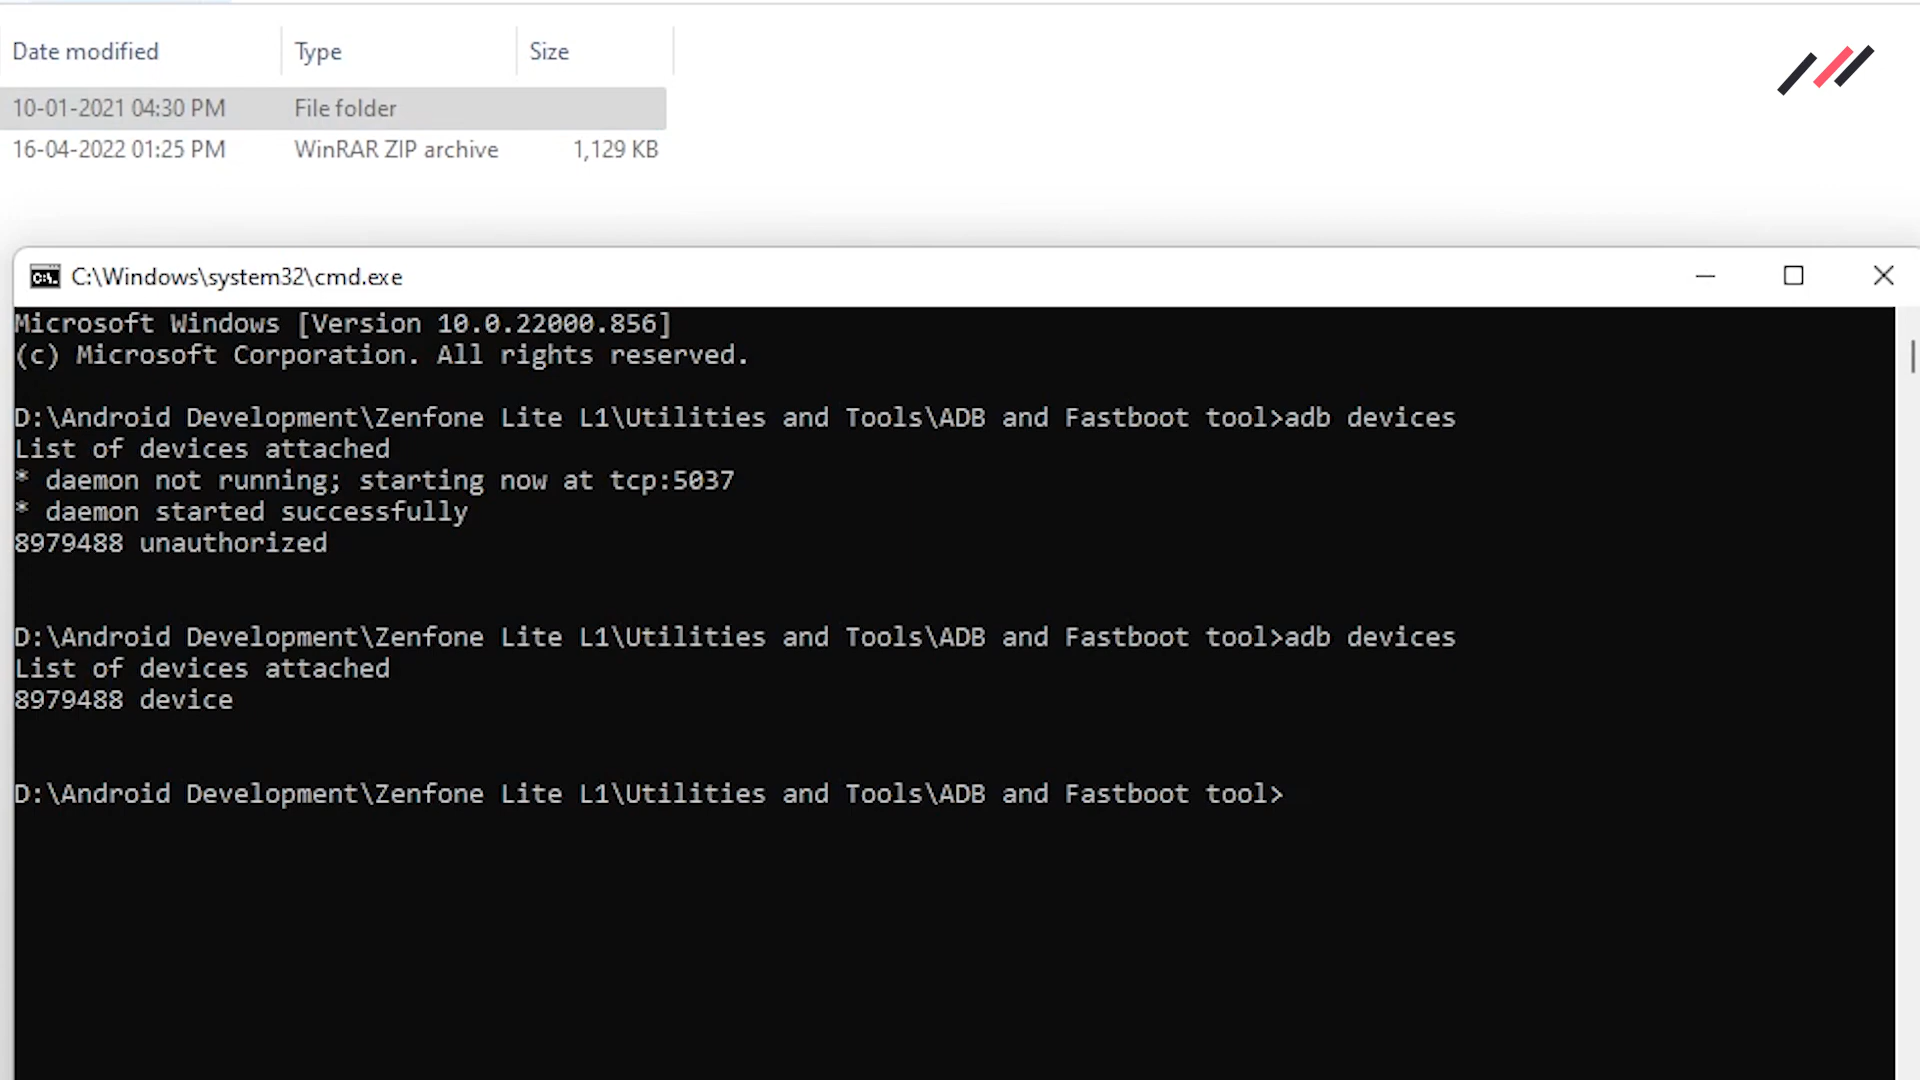 Date modified Type Size
10-01-2021 04:30 PM File folder
16-04-2022 01:25 PM WinRAR ZIP archive 1,129 KB
C:\Windows\system32\cmd.exe
Microsoft Windows [Version 10.0.22000.856]
(c) Microsoft Corporation. All rights reserved.
D:\Android Development\Zenfone Lite L1\Utilities and Tools\ADB and Fastboot tool>adb devices
List of devices attached
* daemon not running; starting now at tcp:5037
* daemon started successfully
8979488 unauthorized
D:\Android Development\Zenfone Lite L1\Utilities and Tools\ADB and Fastboot tool>adb devices
List of devices attached
8979488 device
D:\Android Development\Zenfone Lite L1\Utilities and Tools\ADB and Fastboot tool>